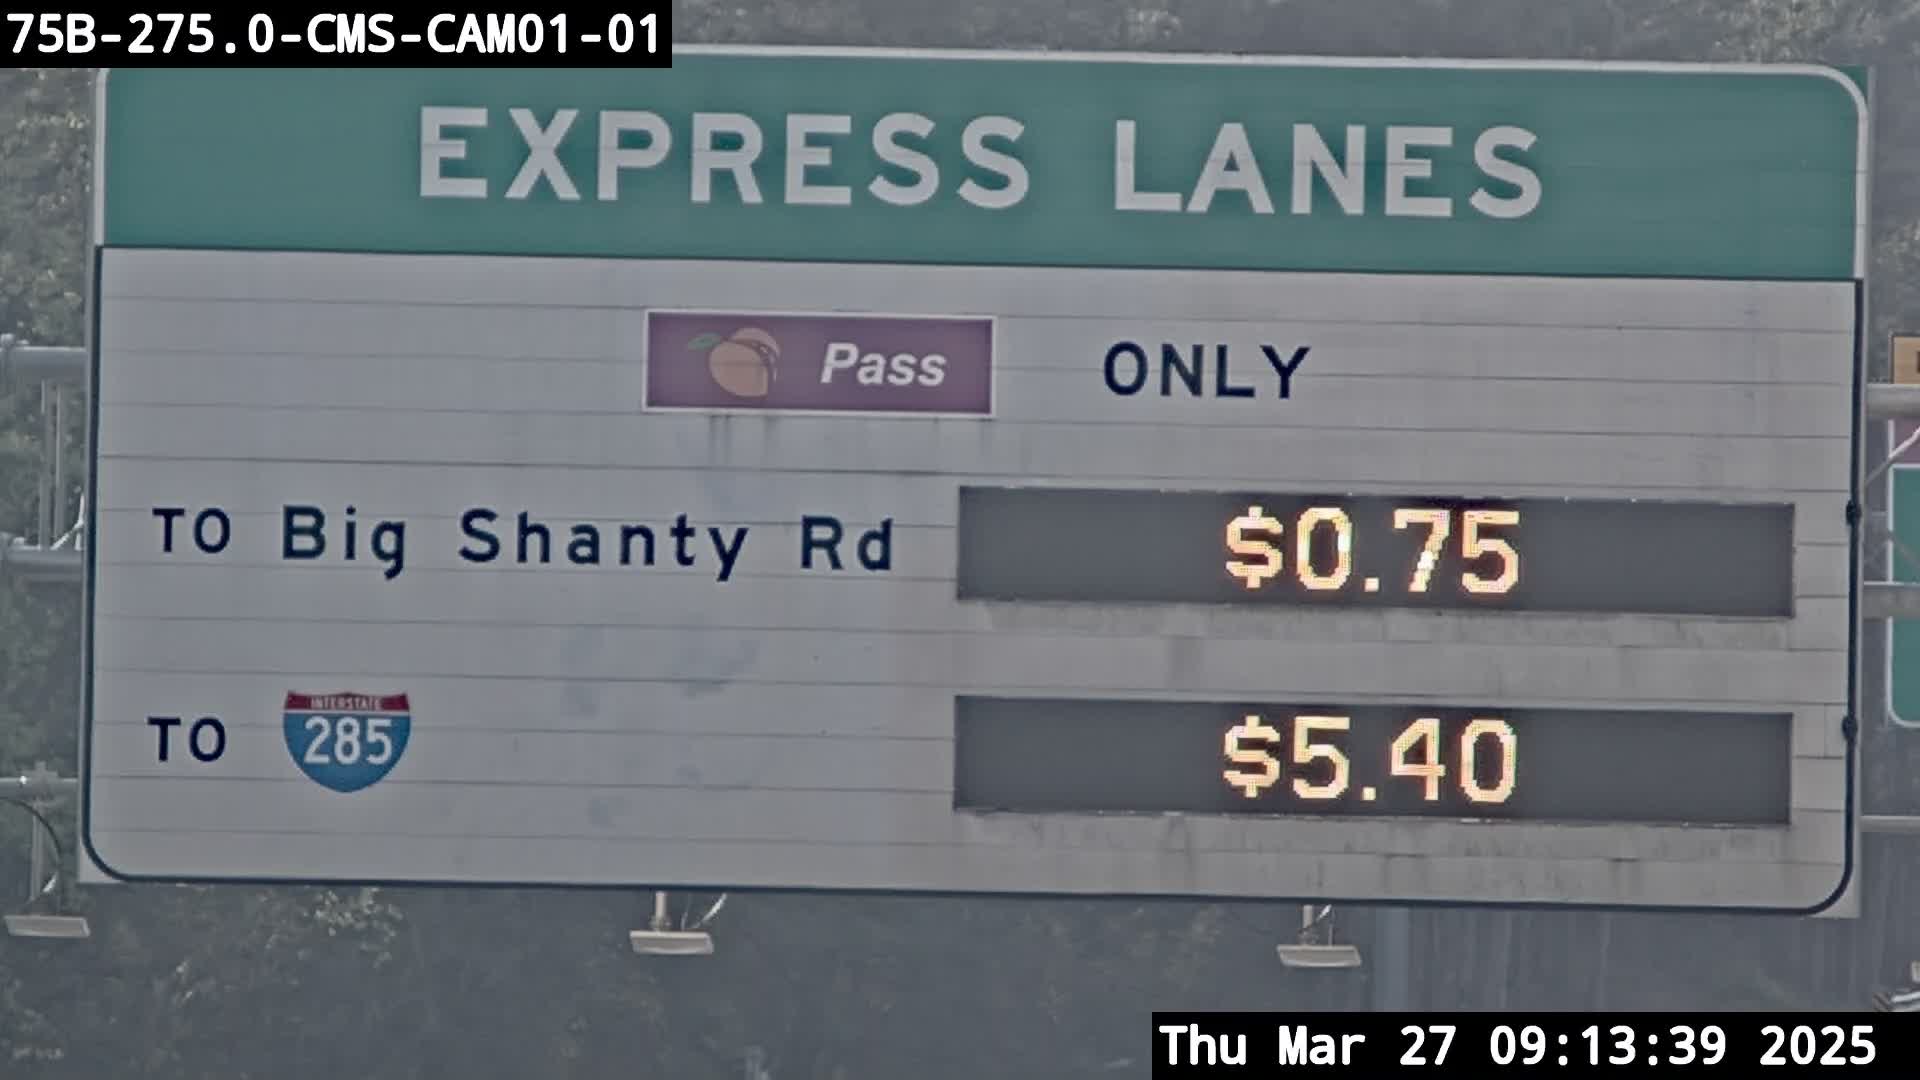 75B-275.0-CMS-CAM01-01
EXPRESS LANES
Pass ONLY
TO Big Shanty Rd $0.75
TO INTERSTATE 285 $5.40
Thu Mar 27 09:13:39 2025